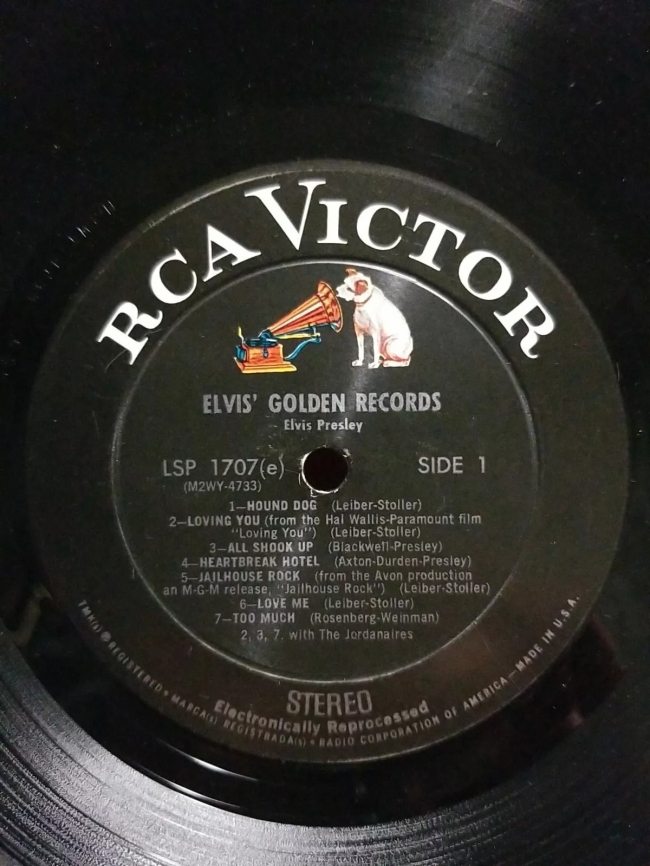 RCA VICTOR
ELVIS' GOLDEN RECORDS
Elvis Presley
LSP 1707(e) SIDE 1
(M2WY-4733)
1—HOUND DOG (Leiber-Stoller)
2—LOVING YOU (from the Hal Wallis-Paramount film
"Loving You") (Leiber-Stoller)
3—ALL SHOOK UP (Blackwell-Presley)
4—HEARTBREAK HOTEL (Axton-Durden-Presley)
5—JAILHOUSE ROCK (from the Avon production
an M-G-M release, "Jailhouse Rock") (Leiber-Stoller)
6—LOVE ME (Leiber-Stoller)
7—TOO MUCH (Rosenberg-Weinman)
2, 3, 7, with The Jordanaires
STEREO
Electronically Reprocessed
TMK(s) ® REGISTERED • MARCA(s) REGISTRADA(s) • RADIO CORPORATION OF AMERICA—MADE IN U.S.A.